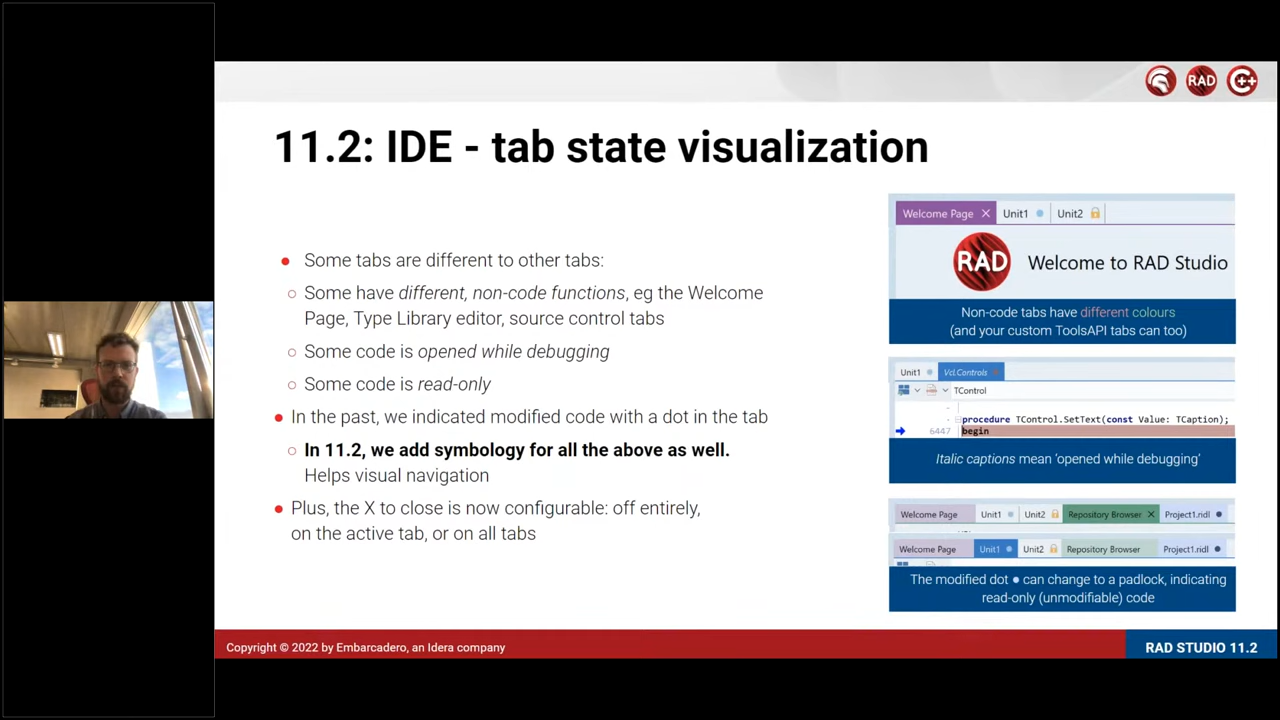 RAD
C++
11.2: IDE - tab state visualization
Some tabs are different to other tabs:
Some have different, non-code functions, eg the Welcome
Page, Type Library editor, source control tabs
Some code is opened while debugging
Some code is read-only
In the past, we indicated modified code with a dot in the tab
In 11.2, we add symbology for all the above as well.
Helps visual navigation
Plus, the X to close is now configurable: off entirely,
on the active tab, or on all tabs
Welcome Page Unit1 Unit2
RAD Welcome to RAD Studio
Non-code tabs have different colours
(and your custom ToolsAPI tabs can too)
Unit1 Vcl.Controls
TControl
procedure TControl.SetText(const Value: TCaption);
6447 begin
Italic captions mean 'opened while debugging'
Welcome Page Unit1 Unit2 Repository Browser Project1.ridl
Welcome Page Unit1 Unit2 Repository Browser Project1.ridl
The modified dot ● can change to a padlock, indicating
read-only (unmodifiable) code
Copyright © 2022 by Embarcadero, an Idera company
RAD STUDIO 11.2